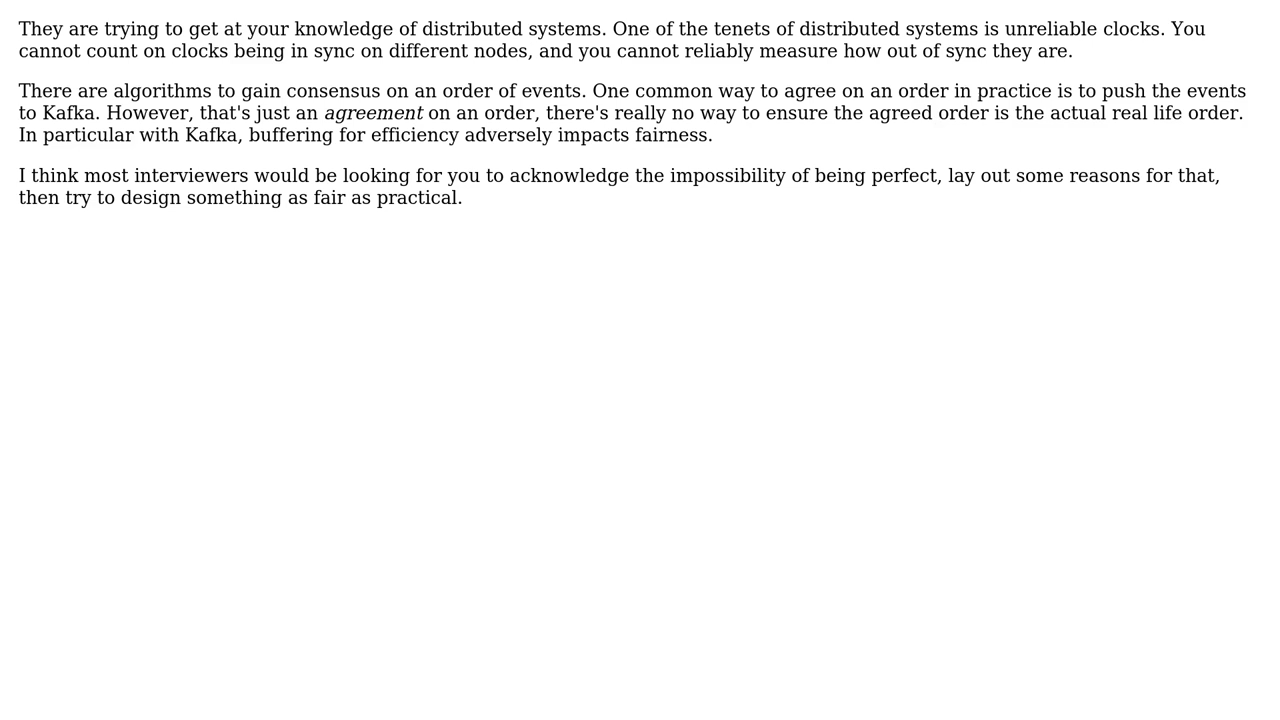 They are trying to get at your knowledge of distributed systems. One of the tenets of distributed systems is unreliable clocks. You
cannot count on clocks being in sync on different nodes, and you cannot reliably measure how out of sync they are.
There are algorithms to gain consensus on an order of events. One common way to agree on an order in practice is to push the events
to Kafka. However, that's just an agreement on an order, there's really no way to ensure the agreed order is the actual real life order.
In particular with Kafka, buffering for efficiency adversely impacts fairness.
I think most interviewers would be looking for you to acknowledge the impossibility of being perfect, lay out some reasons for that,
then try to design something as fair as practical.